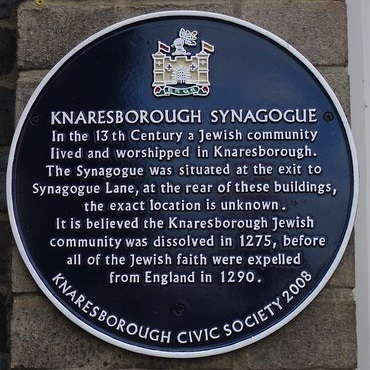 KNARESBOROUGH SYNAGOGUE
In the 13th Century a Jewish community
lived and worshipped in Knaresborough.
The Synagogue was situated at the exit to
Synagogue Lane, at the rear of these buildings,
the exact location is unknown.
It is believed the Knaresborough Jewish
community was dissolved in 1275, before
all of the Jewish faith were expelled
from England in 1290.
KNARESBOROUGH CIVIC SOCIETY 2008